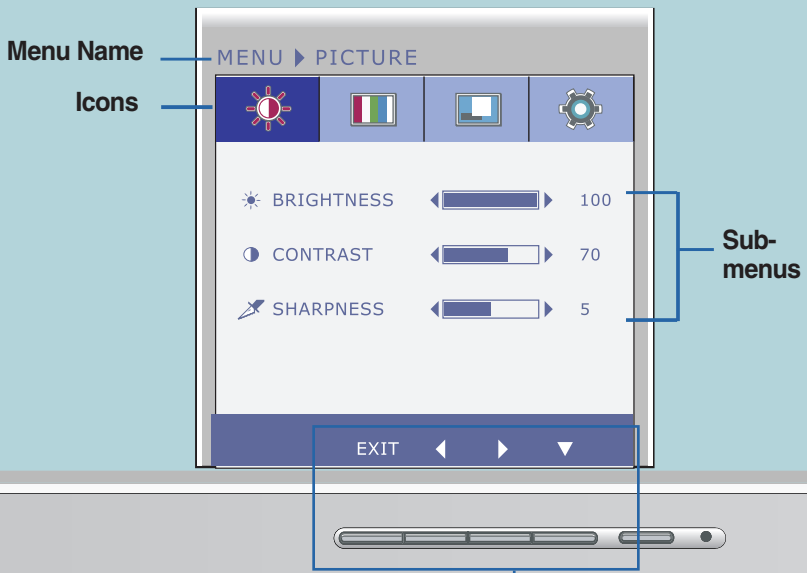 Menu Name
MENU ▶ PICTURE
Icons
BRIGHTNESS 100
CONTRAST 70
SHARPNESS 5
Sub-
menus
EXIT ◀ ▶ ▼